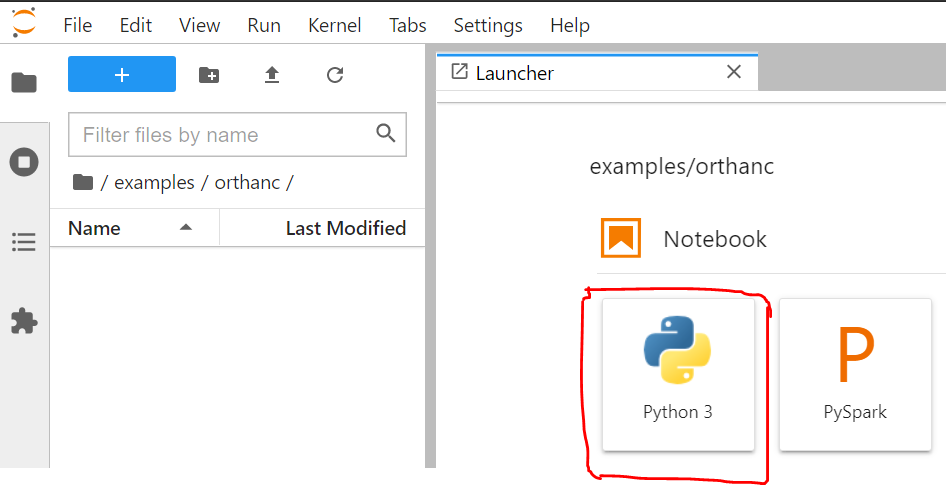 File Edit View Run Kernel Tabs Settings Help
Launcher
Filter files by name
/ examples / orthanc /
Name Last Modified
examples/orthanc
Notebook
P
Python 3 PySpark